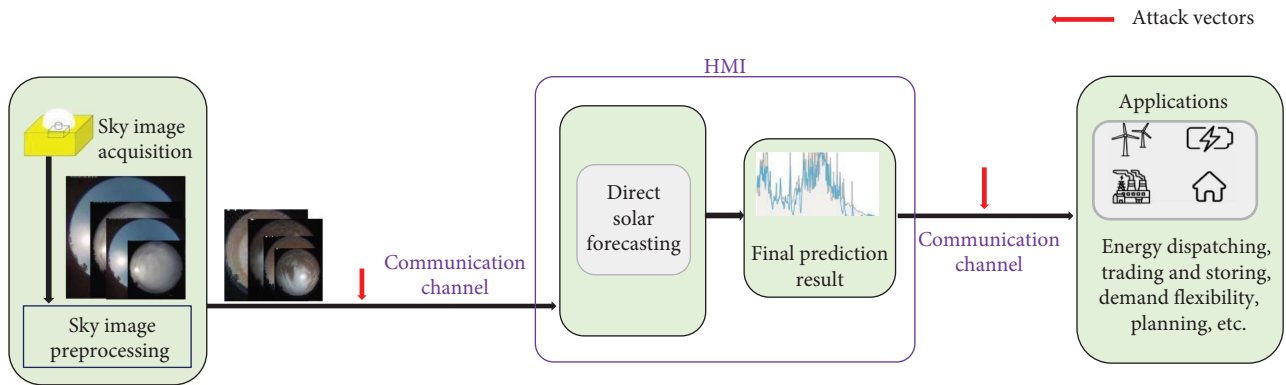 Attack vectors
HMI
Sky image
acquisition
Sky image
preprocessing
Communication
channel
Direct
solar
forecasting
Final prediction
result
Communication
channel
Applications
Energy dispatching,
trading and storing,
demand flexibility,
planning, etc.